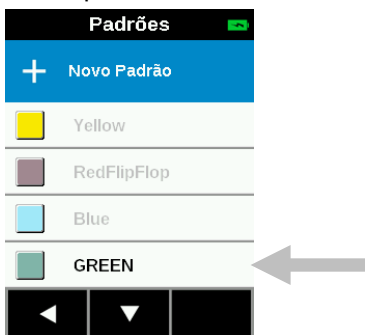 Padrões
Novo Padrão
Yellow
RedFlipFlop
Blue
GREEN